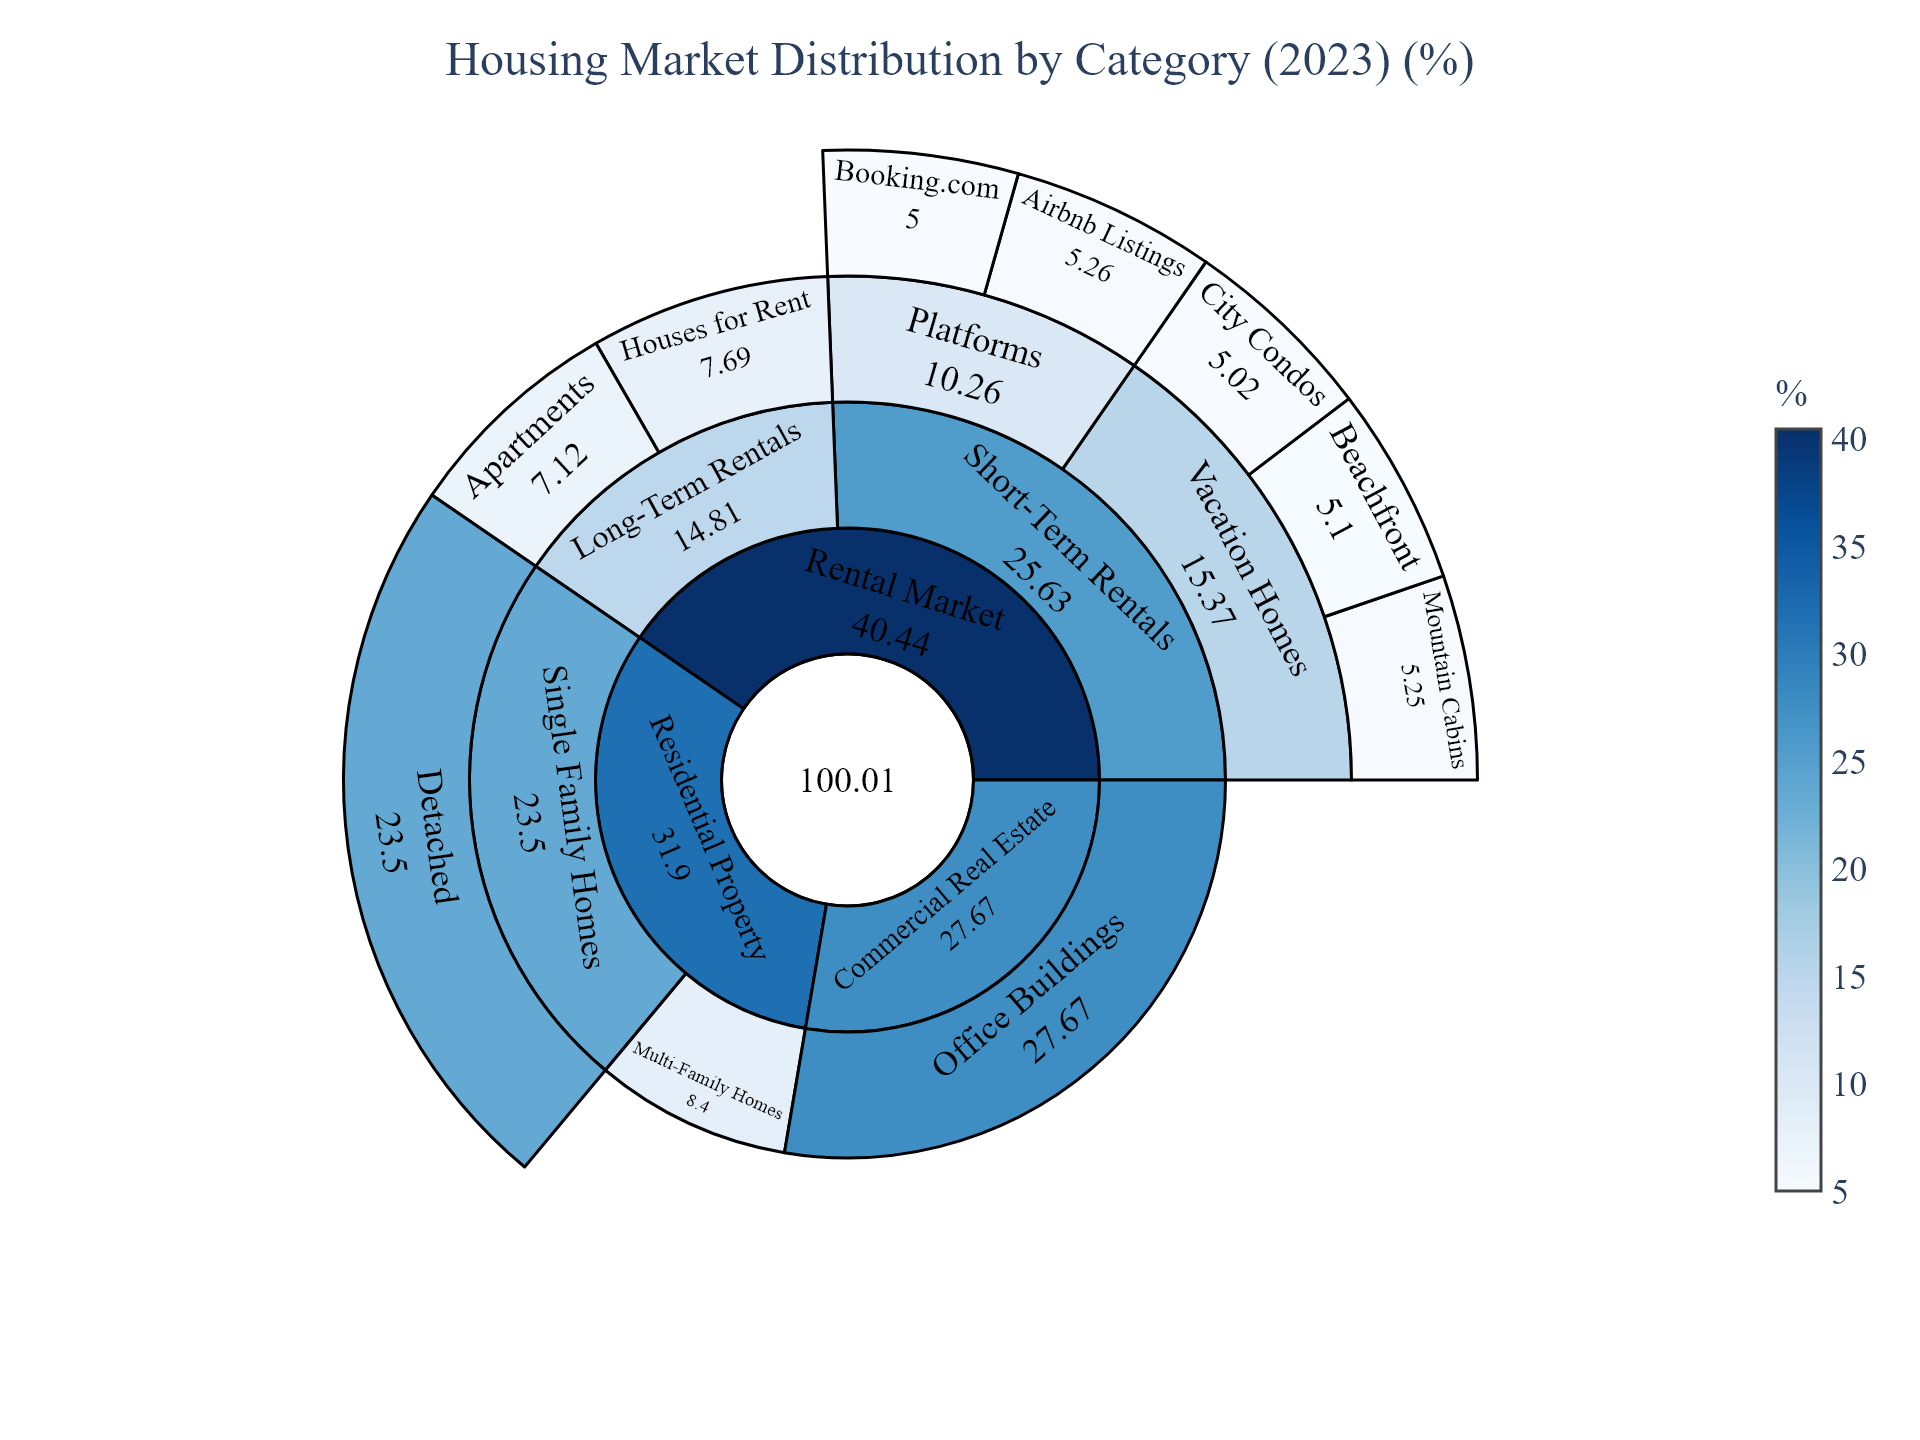 Housing Market Distribution by Category (2023) (%)
Booking.com
5
Airbnb Listings
5.26
City Condos
5.02
Beachfront
5.1
Mountain Cabins
5.25
Platforms
10.26
Vacation Homes
15.37
Houses for Rent
7.69
Apartments
7.12
Long-Term Rentals
14.81
Short-Term Rentals
25.63
Rental Market
40.44
Residential Property
31.9
Single Family Homes
23.5
Detached
23.5
Multi-Family Homes
8.4
Commercial Real Estate
27.67
Office Buildings
27.67
100.01
%
40
35
30
25
20
15
10
5